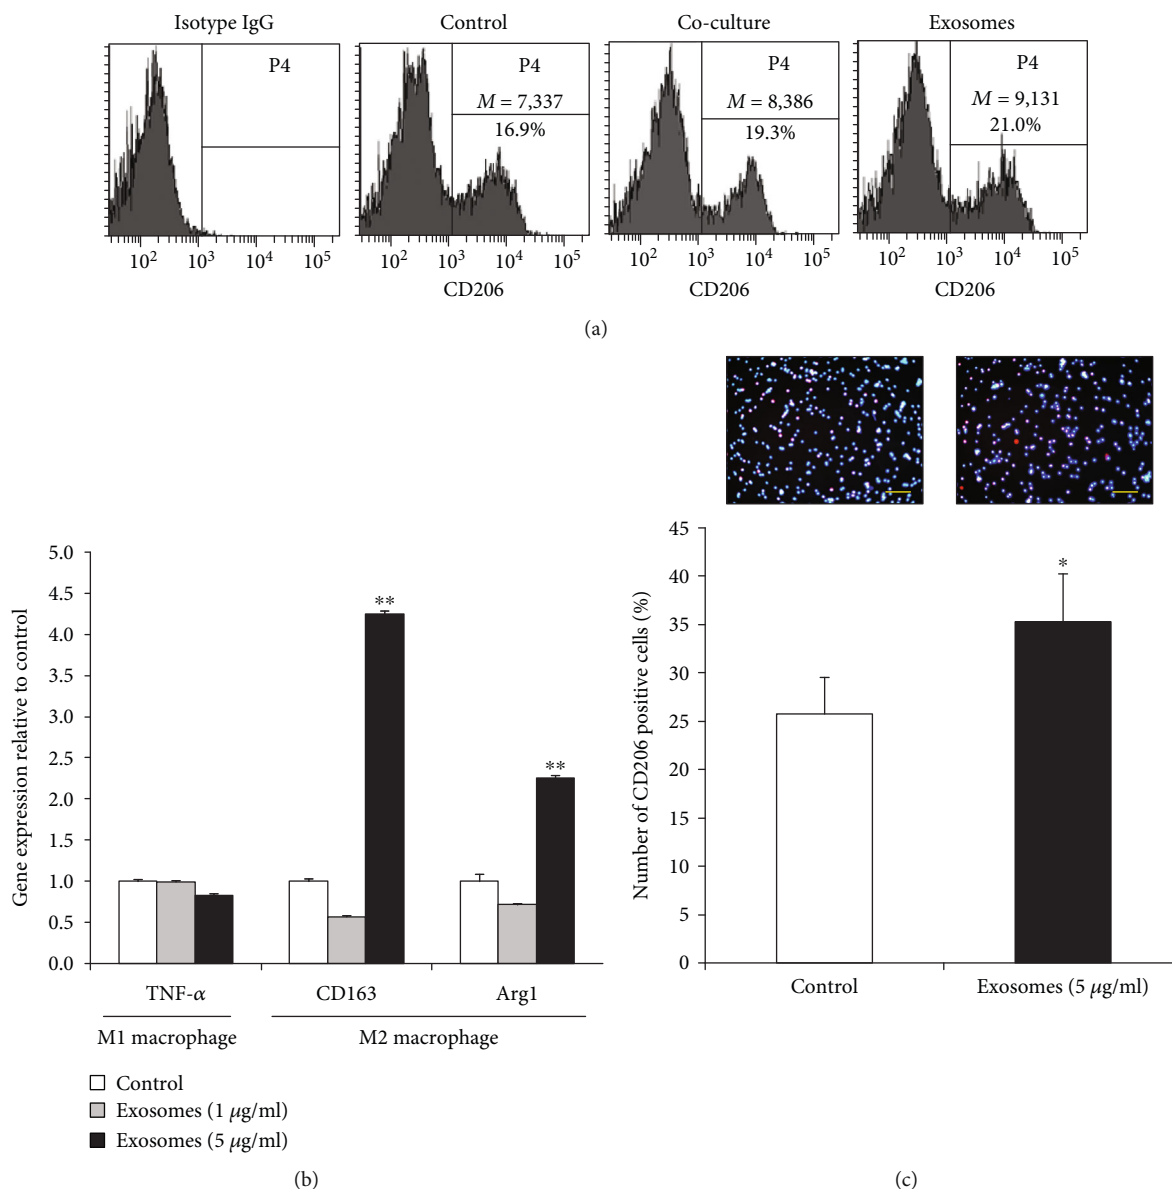 Isotype IgG
Control
Co-culture
Exosomes
P4
P4
M = 7,337
16.9%
P4
M = 8,386
19.3%
P4
M = 9,131
21.0%
10² 10³ 10⁴ 10⁵
10² 10³ 10⁴ 10⁵
10² 10³ 10⁴ 10⁵
10² 10³ 10⁴ 10⁵
CD206
CD206
CD206
(a)
Gene expression relative to control
5.0
4.5
4.0
3.5
3.0
2.5
2.0
1.5
1.0
0.5
0.0
**
**
TNF-α
CD163
Arg1
M1 macrophage
M2 macrophage
Control
Exosomes (1 μg/ml)
Exosomes (5 μg/ml)
(b)
Number of CD206 positive cells (%)
45
40
35
30
25
20
15
10
5
0
*
Control
Exosomes (5 μg/ml)
(c)